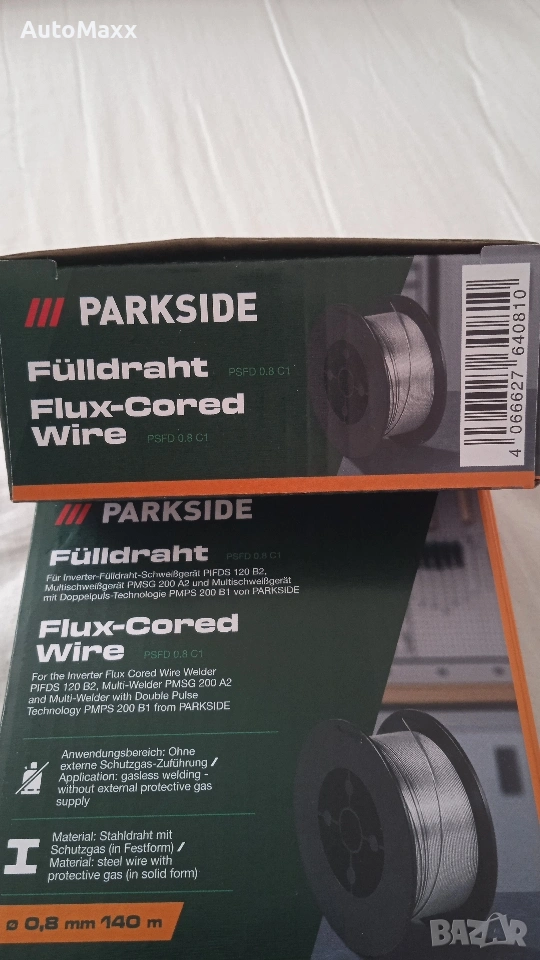 AutoMaxx
PARKSIDE
Fülldraht PSFD 0.8 C1
Flux-Cored
Wire PSFD 0.8 C1
4 066627 640810
PARKSIDE
Fülldraht PSFD 0.8 C1
Für Inverter-Fülldraht-Schweißgerät PIFDS 120 B2,
Multischweißgerät PMSG 200 A2 und Multischweißgerät
mit Doppelpuls-Technologie PMPS 200 B1 von PARKSIDE
Flux-Cored
Wire PSFD 0.8 C1
For the Inverter Flux Cored Wire Welder
PIFDS 120 B2, Multi-Welder PMSG 200 A2
and Multi-Welder with Double Pulse
Technology PMPS 200 B1 from PARKSIDE
Anwendungsbereich: Ohne
externe Schutzgas-Zuführung /
Application: gasless welding -
without external protective gas
supply
Material: Stahldraht mit
Schutzgas (in Festform) /
Material: steel wire with
protective gas (in solid form)
ø 0,8 mm 140 m
BAZAR